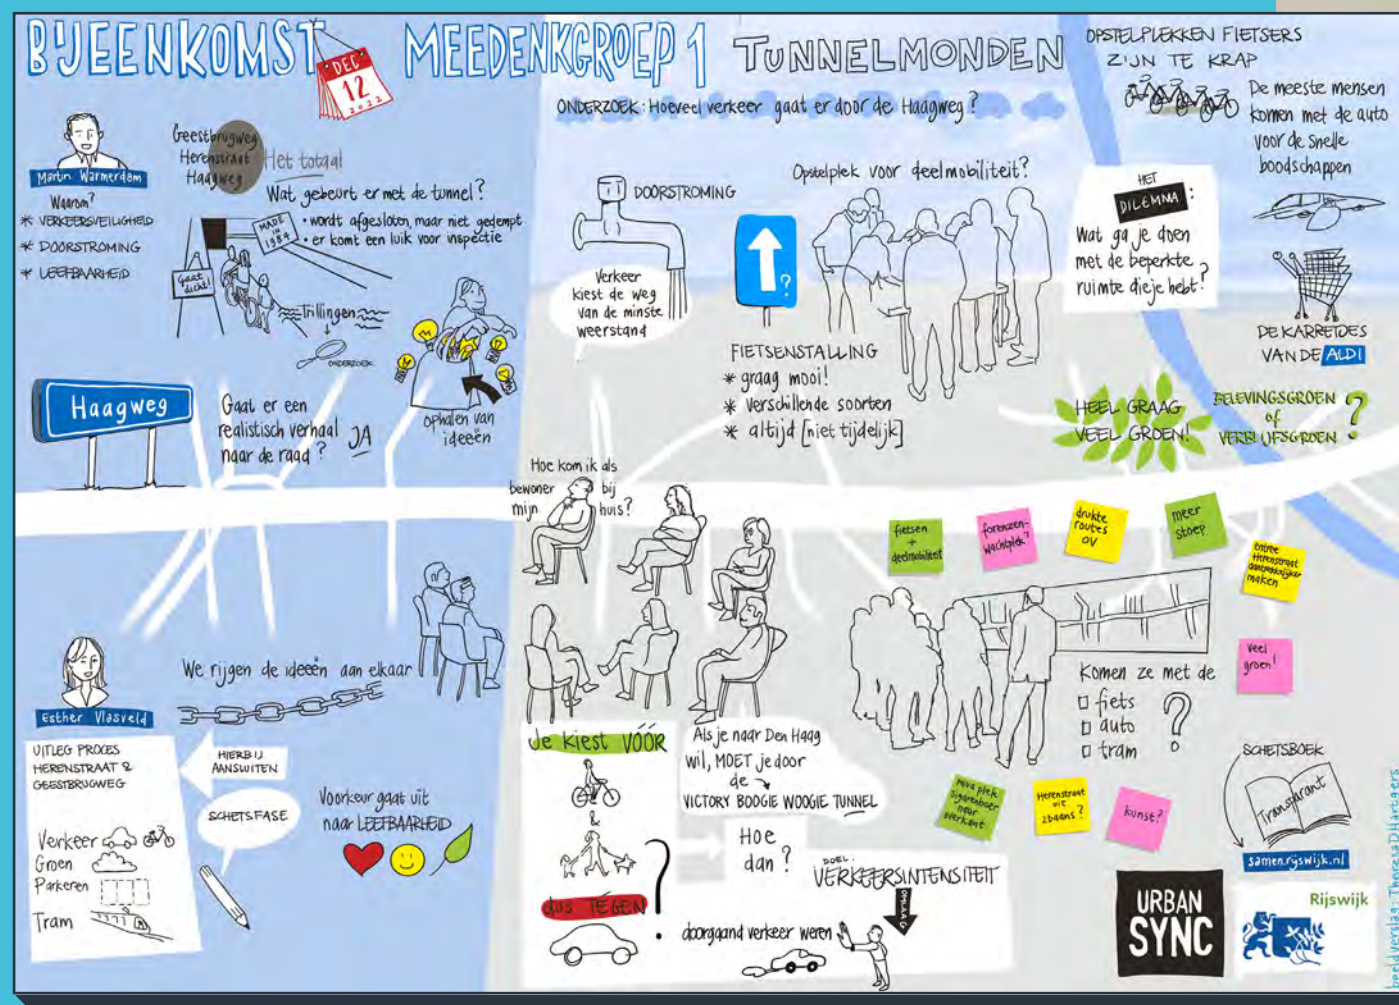 BIJEENKOMST
DEC
12
2022
MEEDENKGROEP 1
TUNNELMONDEN
ONDERZOEK: Hoeveel verkeer gaat er door de Haagweg?
OPSTELPLEKKEN FIETSERS
ZIJN TE KRAP
De meeste mensen
komen met de auto
voor de snelle
boodschappen
Martin Warmerdam
Waarom?
* VERKEERSVEILIGHEID
* DOORSTROMING
* LEEFBAARHEID
Geestbrugweg
Herenstraat
Haagweg
Het totaal
Wat gebeurt er met de tunnel?
• wordt afgesloten, maar niet gedempt
• er komt een luik voor inspectie
MADE
IN
1984
Gaat
dicht!
Trillingen
ONDERZOEK
ophalen van
ideeën
Haagweg
Gaat er een
realistisch verhaal
naar de raad?
JA
DOORSTROMING
Verkeer
kiest de weg
van de minste
weerstand
Opstelplek voor deelmobiliteit?
?
FIETSENSTALLING
* graag mooi!
* verschillende soorten
* altijd [niet tijdelijk]
HET
DILEMMA:
Wat ga je doen
met de beperkte
ruimte die je hebt?
DE KARRETJES
VAN DE ALDI
HEEL GRAAG
VEEL GROEN!
BELEVINGSGROEN
of
VERBLIJFSGROEN
?
Hoe kom ik als
bewoner bij
mijn huis?
fietsen
+
deelmobiliteit
forenzen-
wachtplek?
drukte
routes
OV
meer
stoep
entree
Herenstraat
aantrekkelijker
maken
veel
groen!
Komen ze met de
fiets
auto
tram
?
We rijgen de ideeën aan elkaar
Esther Vlasveld
UITLEG PROCES
HERENSTRAAT &
GEESTBRUGWEG
HIERBIJ
AANSLUITEN
SCHETSFASE
Verkeer
Groen
Parkeren
Tram
Voorkeur gaat uit
naar LEEFBAARHEID
Je kiest VÓÓR
&
dus TEGEN
?
Als je naar Den Haag
wil, MOET je door
de
VICTORY BOOGIE WOOGIE TUNNEL
Hoe
dan?
DOEL:
VERKEERSINTENSITEIT
OMLAAG
doorgaand verkeer weren
sigarenboer
naar
overkant
Herenstraat
2baans?
kunst?
SCHETSBOEK
Transparant
samen.rijswijk.nl
URBAN
SYNC
Rijswijk